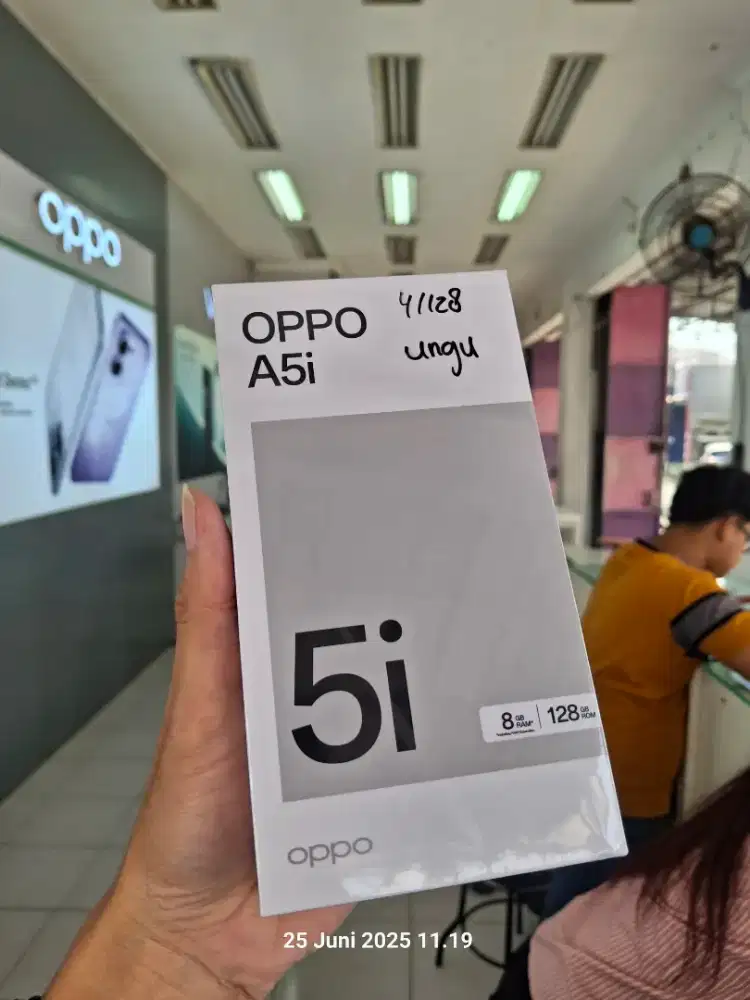 oppo
OPPO
A5i
4/128
ungu
5i
8 GB RAM*
128 GB ROM
oppo
25 Juni 2025 11.19